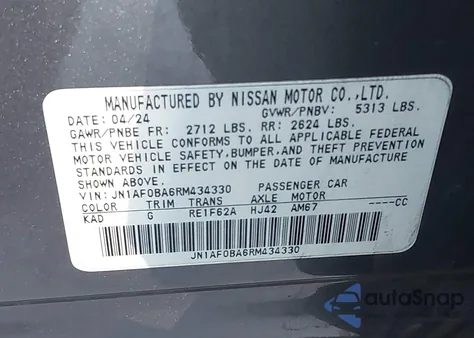 MANUFACTURED BY NISSAN MOTOR CO.,LTD.
DATE: 04/24 GVWR/PNBV: 5313 LBS.
GAWR/PNBE FR: 2712 LBS. RR: 2624 LBS.
THIS VEHICLE CONFORMS TO ALL APPLICABLE FEDERAL
MOTOR VEHICLE SAFETY, BUMPER, AND THEFT PREVENTION
STANDARDS IN EFFECT ON THE DATE OF MANUFACTURE
SHOWN ABOVE.
VIN: JN1AF0BA6RM434330 PASSENGER CAR
COLOR TRIM TRANS AXLE MOTOR
KAD G RE1F62A HJ42 AM67 ----CC
JN1AF0BA6RM434330
autoSnap